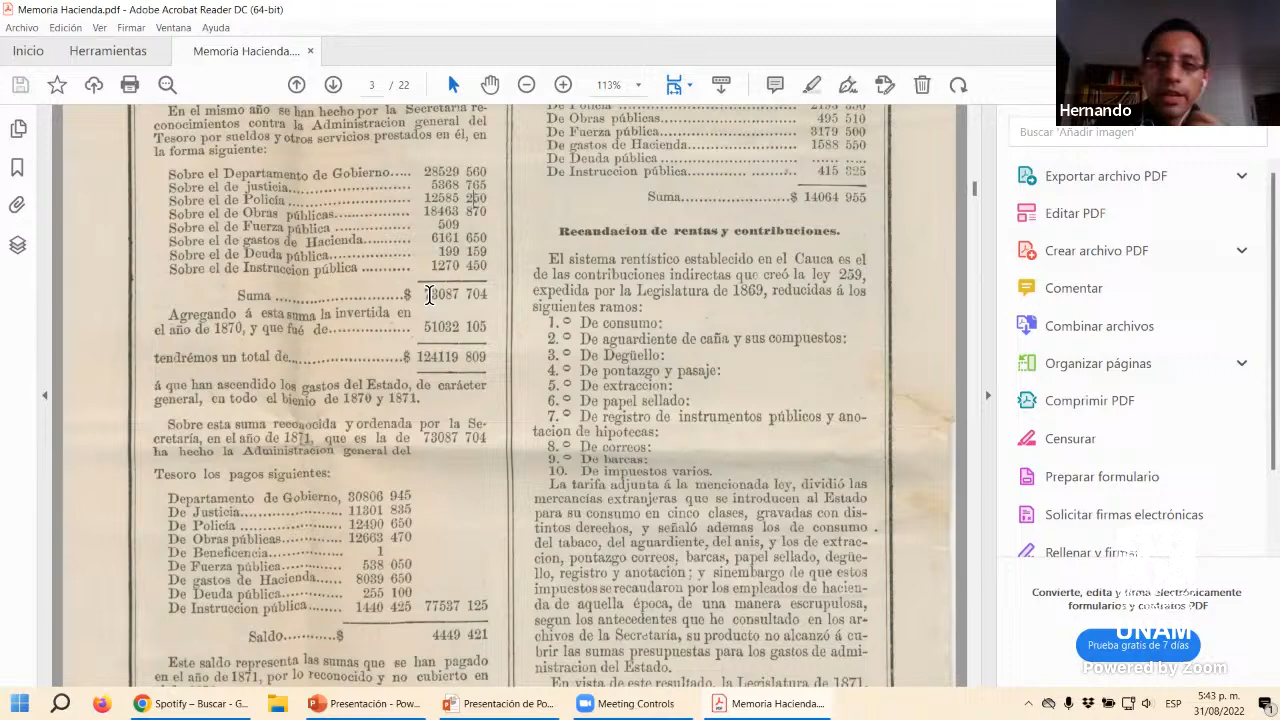 Memoria Hacienda.pdf - Adobe Acrobat Reader DC (64-bit)
Archivo Edición Ver Firmar Ventana Ayuda
Inicio Herramientas Memoria Hacienda.... ×
3 / 22 113%
Hernando
En el mismo año se han hecho por la Secretaría re-
conocimientos contra la Administracion general del
Tesoro por sueldos y otros servicios prestados en él, en
la forma siguiente:
Sobre el Departamento de Gobierno..... 28529 560
Sobre el de justicia............................ 5368 765
Sobre el de Policía............................ 12585 250
Sobre el de Obras públicas................ 18463 870
Sobre el de Fuerza pública ................ 509
Sobre el de gastos de Hacienda.......... 6161 650
Sobre el de Deuda pública................. 199 159
Sobre el de Instruccion pública .......... 1270 450
Suma ............................$ 73087 704
Agregando á esta suma la invertida en
el año de 1870, y que fué de................ 51032 105
tendrémos un total de..........................$ 124119 809
á que han ascendido los gastos del Estado, de carácter
general, en todo el bienio de 1870 y 1871.
Sobre esta suma reconocida y ordenada por la Se-
cretaría, en el año de 1871, que es la de 73087 704
ha hecho la Administracion general del
Tesoro los pagos siguientes:
Departamento de Gobierno, 30806 945
De Justicia........................ 11301 835
De Policía......................... 12490 650
De Obras públicas............. 12663 470
De Beneficencia................. 1
De Fuerza pública............. 538 050
De gastos de Hacienda....... 8039 650
De Deuda pública.............. 255 100
De Instruccion pública....... 1440 425 77537 125
Saldo............$ 4449 421
Este saldo representa las sumas que se han pagado
en el año de 1871, por lo reconocido y no cubierto en
De Policía
De Obras públicas........................... 495 510
De Fuerza pública........................... 3179 500
De gastos de Hacienda.................... 1588 550
De Deuda pública ........................... ..... .....
De Instruccion pública.................... 415 325
Suma........................$ 14064 955
Recaudacion de rentas y contribuciones.
El sistema rentístico establecido en el Cauca es el
de las contribuciones indirectas que creó la ley 259,
expedida por la Legislatura de 1869, reducidas á los
siguientes ramos:
1.º De consumo:
2.º De aguardiente de caña y sus compuestos:
3.º De Degüello:
4.º De pontazgo y pasaje:
5.º De extraccion:
6.º De papel sellado:
7.º De registro de instrumentos públicos y ano-
tacion de hipotecas:
8.º De correos:
9.º De barcas:
10. De impuestos varios.
La tarifa adjunta á la mencionada ley, dividió las
mercancías extranjeras que se introducen al Estado
para su consumo en cinco clases, gravadas con dis-
tintos derechos, y señaló ademas los de consumo
del tabaco, del aguardiente, del anis, y los de extrac-
cion, pontazgo correos, barcas, papel sellado, degüe-
llo, registro y anotacion; y sinembargo de que estos
impuestos se recaudaron por los empleados de hacien-
da de aquella época, de una manera escrupulosa,
segun los antecedentes que he consultado en los ar-
chivos de la Secretaría, su producto no alcanzó á cu-
brir las sumas presupuestas para los gastos de admi-
nistracion del Estado.
En vista de este resultado, la Legislatura de 1871,
Buscar 'Añadir imagen'
Exportar archivo PDF
Editar PDF
Crear archivo PDF
Comentar
Combinar archivos
Organizar páginas
Comprimir PDF
Censurar
Preparar formulario
Solicitar firmas electrónicas
Rellenar y firmar
Convierte, edita y firma electrónicamente
formularios y contratos PDF
UNAM
Prueba gratis de 7 días
Powered by Zoom
Spotify – Buscar - G... Presentación - Pow... Presentación de Po... Meeting Controls Memoria Hacienda....
ESP 5:43 p. m.
31/08/2022